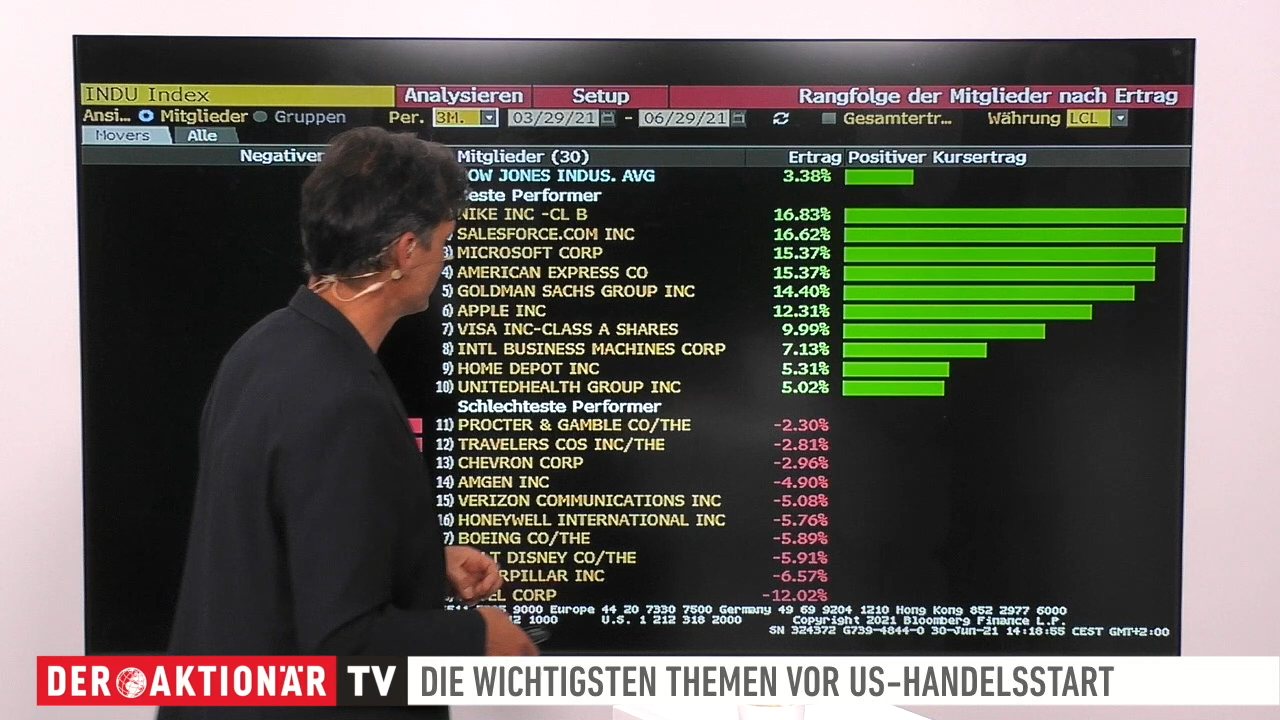 INDU Index Analysieren Setup Rangfolge der Mitglieder nach Ertrag
Ansi... Mitglieder Gruppen Per. 3M. 03/29/21 - 06/29/21 Gesamtertr... Währung LCL
Movers Alle
Mitglieder (30) Ertrag Positiver Kursertrag
JONES INDUS. AVG 3.38%
Performer
NIKE INC -CL B 16.83%
SALESFORCE.COM INC 16.62%
3) MICROSOFT CORP 15.37%
4) AMERICAN EXPRESS CO 15.37%
5) GOLDMAN SACHS GROUP INC 14.40%
6) APPLE INC 12.31%
7) VISA INC-CLASS A SHARES 9.99%
8) INTL BUSINESS MACHINES CORP 7.13%
9) HOME DEPOT INC 5.31%
10) UNITEDHEALTH GROUP INC 5.02%
Schlechteste Performer
11) PROCTER & GAMBLE CO/THE -2.30%
12) TRAVELERS COS INC/THE -2.81%
13) CHEVRON CORP -2.96%
14) AMGEN INC -4.90%
15) VERIZON COMMUNICATIONS INC -5.08%
16) HONEYWELL INTERNATIONAL INC -5.76%
BOEING CO/THE -5.89%
DISNEY CO/THE -5.91%
INC -6.57%
CORP -12.02%
9000 Europe 44 20 7330 7500 Germany 49 69 9204 1210 Hong Kong 852 2977 6000
1000 U.S. 1 212 318 2000 Copyright 2021 Bloomberg Finance L.P.
SN 324372 G739-4844-0 30-Jun-21 14:18:55 CEST GMT+2:00
DER AKTIONÄR TV DIE WICHTIGSTEN THEMEN VOR US-HANDELSSTART